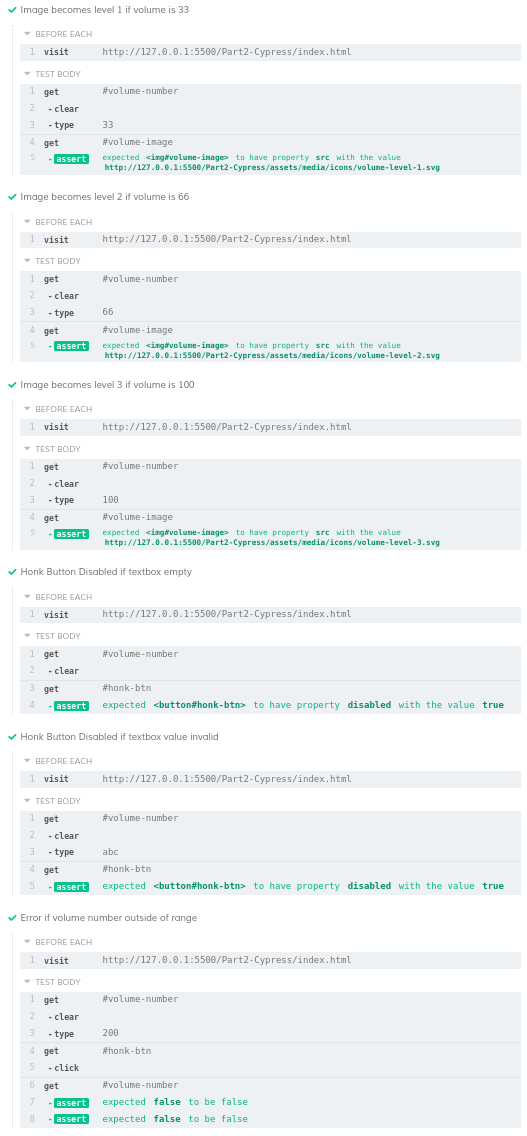 Image becomes level 1 if volume is 33
BEFORE EACH
1 visit http://127.0.0.1:5500/Part2-Cypress/index.html
TEST BODY
1 get #volume-number
2 -clear
3 -type 33
4 get #volume-image
5 -assert expected <img#volume-image> to have property src with the value
http://127.0.0.1:5500/Part2-Cypress/assets/media/icons/volume-level-1.svg
Image becomes level 2 if volume is 66
BEFORE EACH
1 visit http://127.0.0.1:5500/Part2-Cypress/index.html
TEST BODY
1 get #volume-number
2 -clear
3 -type 66
4 get #volume-image
5 -assert expected <img#volume-image> to have property src with the value
http://127.0.0.1:5500/Part2-Cypress/assets/media/icons/volume-level-2.svg
Image becomes level 3 if volume is 100
BEFORE EACH
1 visit http://127.0.0.1:5500/Part2-Cypress/index.html
TEST BODY
1 get #volume-number
2 -clear
3 -type 100
4 get #volume-image
5 -assert expected <img#volume-image> to have property src with the value
http://127.0.0.1:5500/Part2-Cypress/assets/media/icons/volume-level-3.svg
Honk Button Disabled if textbox empty
BEFORE EACH
1 visit http://127.0.0.1:5500/Part2-Cypress/index.html
TEST BODY
1 get #volume-number
2 -clear
3 get #honk-btn
4 -assert expected <button#honk-btn> to have property disabled with the value true
Honk Button Disabled if textbox value invalid
BEFORE EACH
1 visit http://127.0.0.1:5500/Part2-Cypress/index.html
TEST BODY
1 get #volume-number
2 -clear
3 -type abc
4 get #honk-btn
5 -assert expected <button#honk-btn> to have property disabled with the value true
Error if volume number outside of range
BEFORE EACH
1 visit http://127.0.0.1:5500/Part2-Cypress/index.html
TEST BODY
1 get #volume-number
2 -clear
3 -type 200
4 get #honk-btn
5 -click
6 get #volume-number
7 -assert expected false to be false
8 -assert expected false to be false